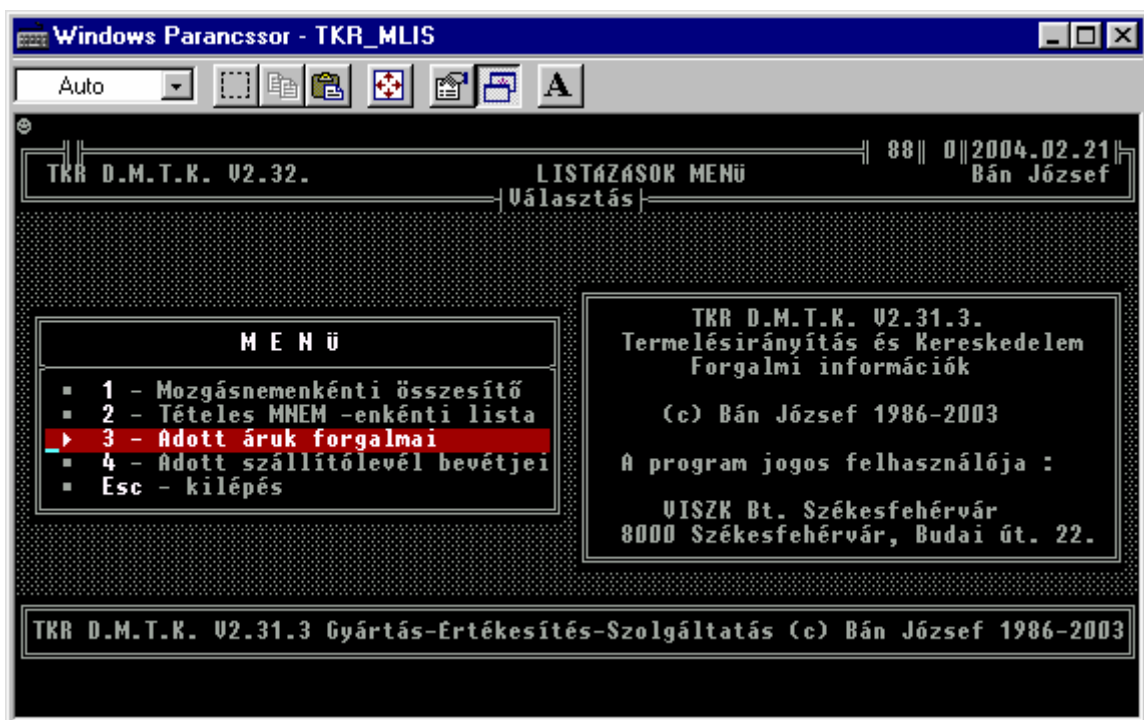 Windows Parancssor - TKR_MLIS
Auto
A
88 0 2004.02.21
TKR D.M.T.K. V2.32. LISTÁZÁSOK MENÜ Bán József
Választás
M E N Ü
1 - Mozgásnemenkénti összesítő
2 - Tételes MNEM -enkénti lista
3 - Adott áruk forgalmai
4 - Adott szállítólevél bevétjei
Esc - kilépés
TKR D.M.T.K. V2.31.3.
Termelésirányítás és Kereskedelem
Forgalmi információk
(c) Bán József 1986-2003
A program jogos felhasználója :
VISZK Bt. Székesfehérvár
8000 Székesfehérvár, Budai út. 22.
TKR D.M.T.K. V2.31.3 Gyártás-Értékesítés-Szolgáltatás (c) Bán József 1986-2003